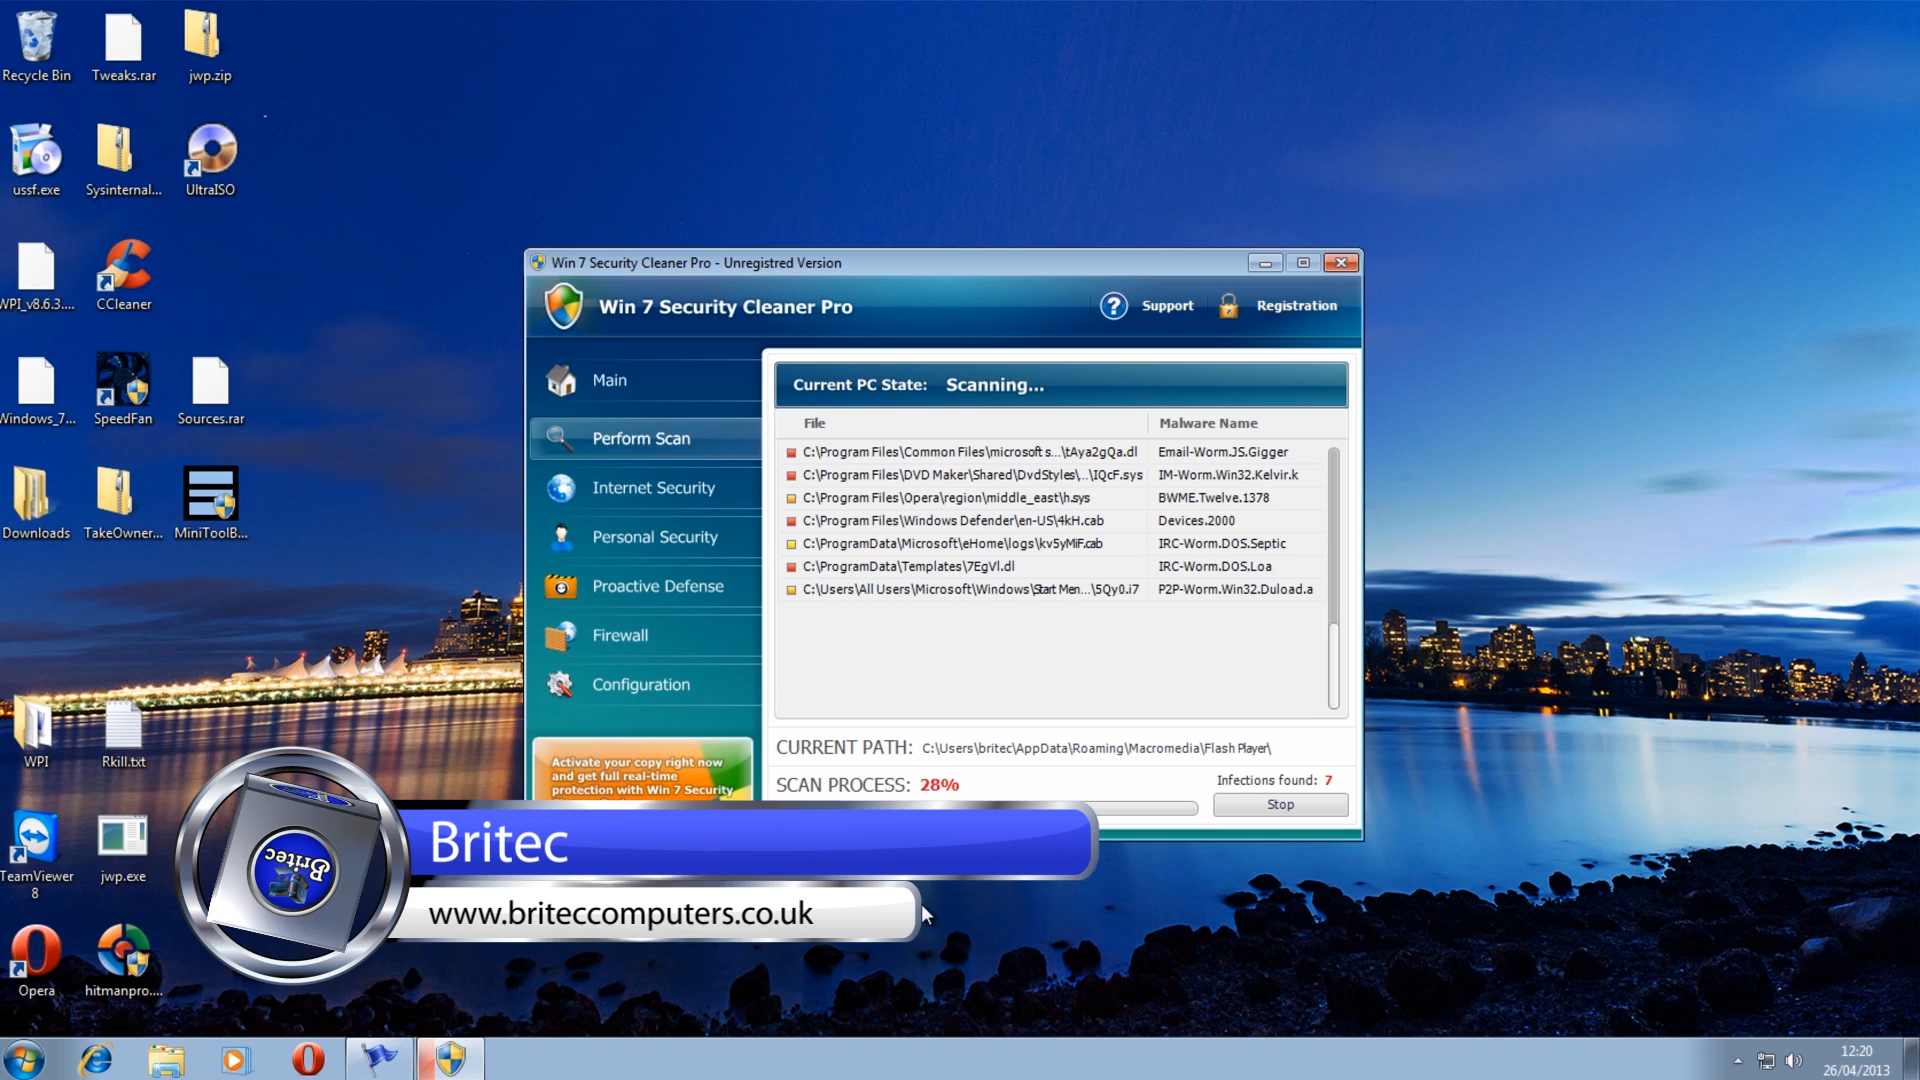 Recycle Bin
Tweaks.rar
jwp.zip
ussf.exe
Sysinternal...
UltraISO
WPI_v8.6.3....
CCleaner
Windows_7...
SpeedFan
Sources.rar
Downloads
TakeOwner...
MiniToolB...
WPI
Rkill.txt
TeamViewer
8
jwp.exe
Opera
hitmanpro....
Win 7 Security Cleaner Pro - Unregistred Version
Win 7 Security Cleaner Pro
? Support
Registration
Main
Perform Scan
Internet Security
Personal Security
Proactive Defense
Firewall
Configuration
Activate your copy right now
and get full real-time
protection with Win 7 Security
Current PC State: Scanning...
File Malware Name
C:\Program Files\Common Files\microsoft s...\tAya2gQa.dl Email-Worm.JS.Gigger
C:\Program Files\DVD Maker\Shared\DvdStyles\...\IQcF.sys IM-Worm.Win32.Kelvir.k
C:\Program Files\Opera\region\middle_east\h.sys BWME.Twelve.1378
C:\Program Files\Windows Defender\en-US\4kH.cab Devices.2000
C:\ProgramData\Microsoft\eHome\logs\kv5yMiF.cab IRC-Worm.DOS.Septic
C:\ProgramData\Templates\7EgVl.dl IRC-Worm.DOS.Loa
C:\Users\All Users\Microsoft\Windows\Start Men...\5Qy0.i7 P2P-Worm.Win32.Duload.a
CURRENT PATH: C:\Users\britec\AppData\Roaming\Macromedia\Flash Player\
SCAN PROCESS: 28%
Infections found: 7
Stop
Britec
Britec
www.briteccomputers.co.uk
12:20
26/04/2013